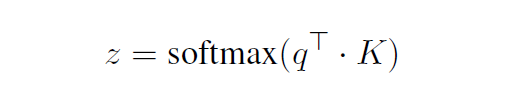 z = softmax(q⊤ · K)